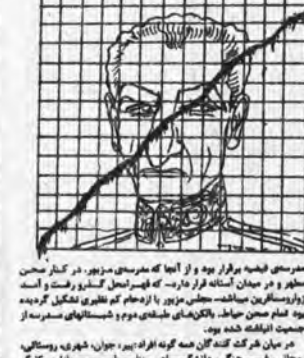 مدرسه‌ی فیضیه برقرار بود و از آنجا که مدرسه‌ی مزبور، در کنار صحن
مطهر و در میدان آستانه قرار دارد، که قهراً محل گذر و رفت و آمد
زوار و مسافرین میباشد، مجلس مزبور با ازدحام کم نظیری تشکیل گردیده
بود تمام صحن حیاط، بالکن‌های طبقه‌ی دوم و شبستانهای مدرسه از
جمعیت انباشته شده بود.
در میان شرکت کننده گان همه گونه افراد: پیر، جوان، شهری، روستائی،